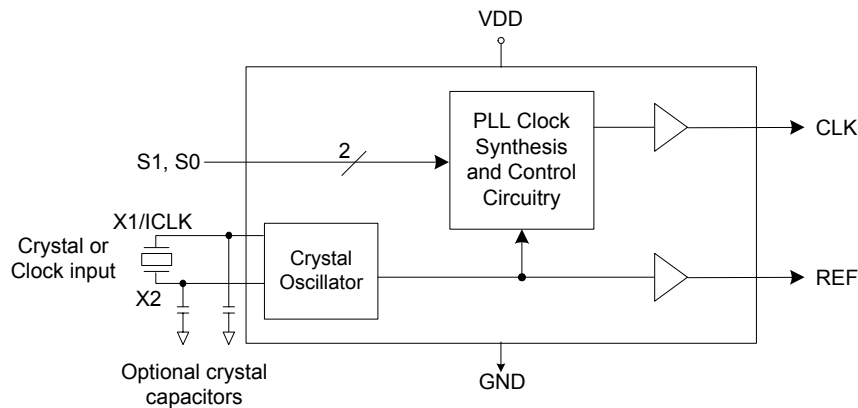 VDD
PLL Clock
Synthesis
and Control
Circuitry
CLK
S1, S0
2
X1/ICLK
Crystal or
Clock input
X2
Crystal
Oscillator
REF
Optional crystal
capacitors
GND